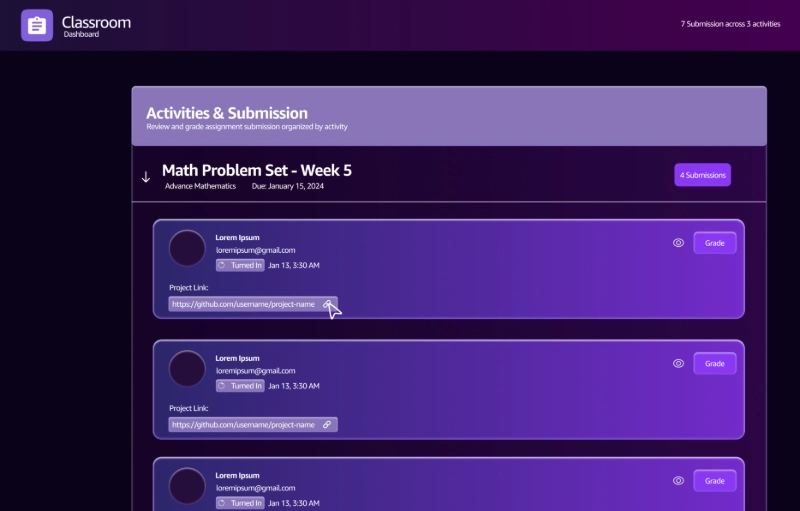 Classroom
Dashboard
7 Submission across 3 activities
Activities & Submission
Review and grade assignment submission organized by activity
Math Problem Set - Week 5
Advance Mathematics Due: January 15, 2024
4 Submissions
Lorem Ipsum
loremipsum@gmail.com
Turned In Jan 13, 3:30 AM
Grade
Project Link:
https://github.com/username/project-name
Lorem Ipsum
loremipsum@gmail.com
Turned In Jan 13, 3:30 AM
Grade
Project Link:
https://github.com/username/project-name
Lorem Ipsum
loremipsum@gmail.com
Turned In Jan 13, 3:30 AM
Grade